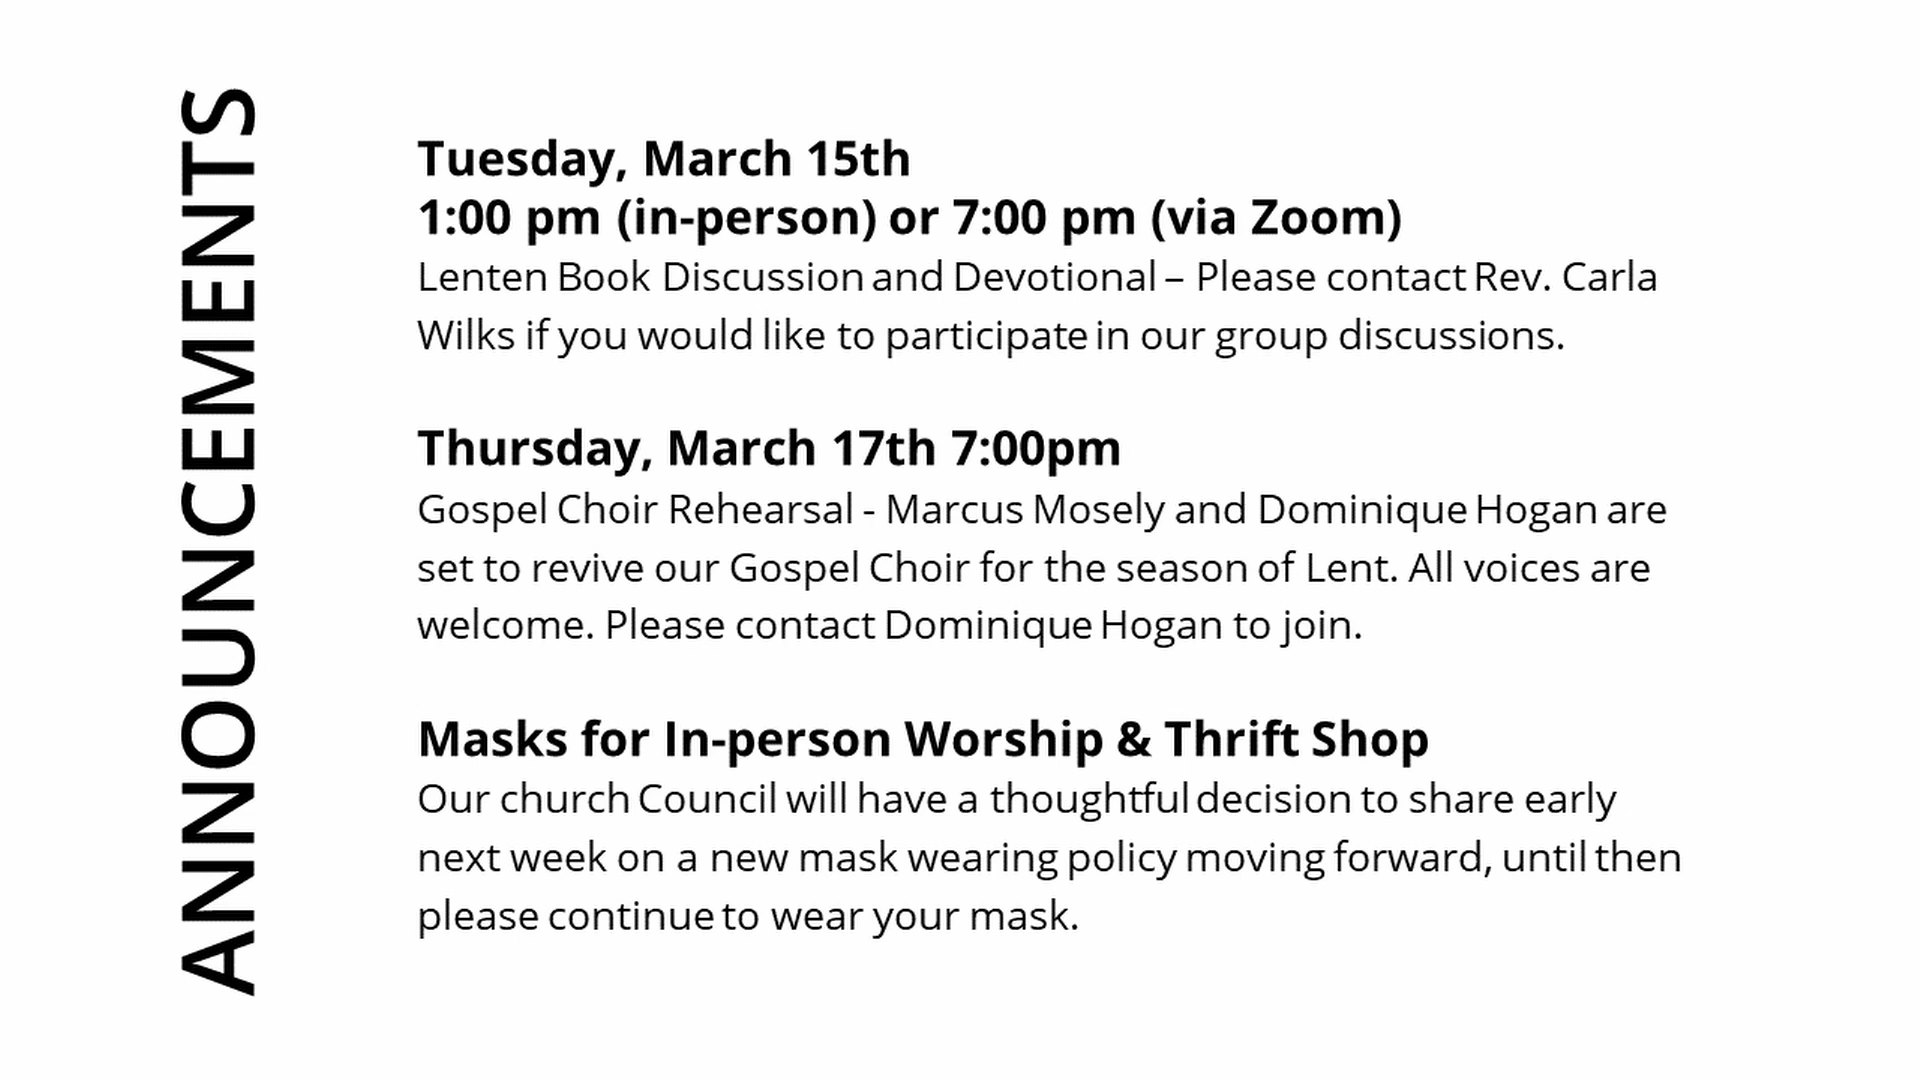 ANNOUNCEMENTS
Tuesday, March 15th
1:00 pm (in-person) or 7:00 pm (via Zoom)
Lenten Book Discussion and Devotional – Please contact Rev. Carla
Wilks if you would like to participate in our group discussions.
Thursday, March 17th 7:00pm
Gospel Choir Rehearsal - Marcus Mosely and Dominique Hogan are
set to revive our Gospel Choir for the season of Lent. All voices are
welcome. Please contact Dominique Hogan to join.
Masks for In-person Worship & Thrift Shop
Our church Council will have a thoughtful decision to share early
next week on a new mask wearing policy moving forward, until then
please continue to wear your mask.